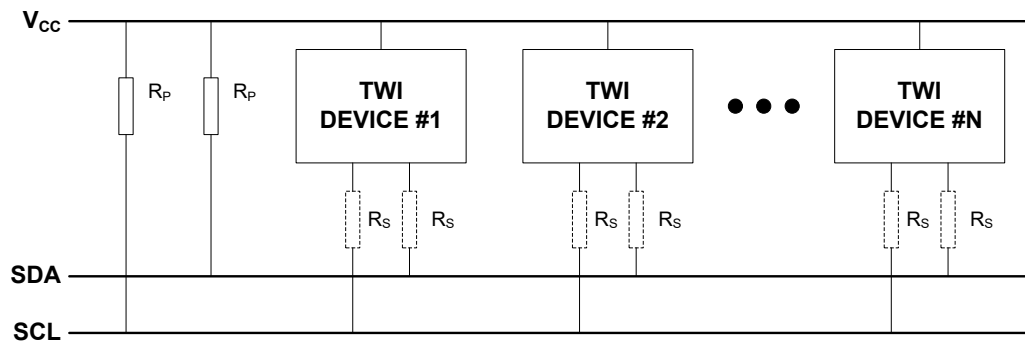 VCC
RP
RP
TWI
DEVICE #1
TWI
DEVICE #2
TWI
DEVICE #N
RS
RS
RS
RS
RS
RS
SDA
SCL